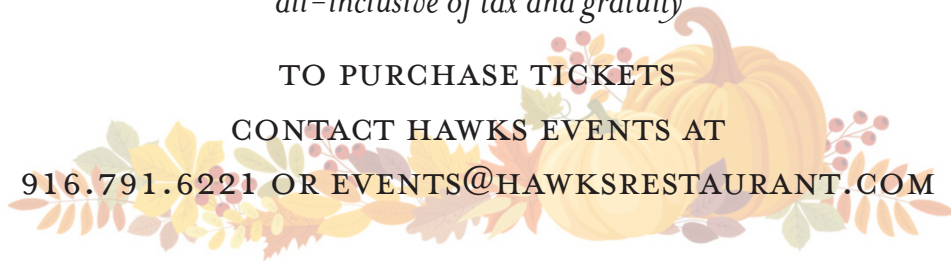 all-inclusive of tax and gratuity
TO PURCHASE TICKETS
CONTACT HAWKS EVENTS AT
916.791.6221 OR EVENTS@HAWKSRESTAURANT.COM